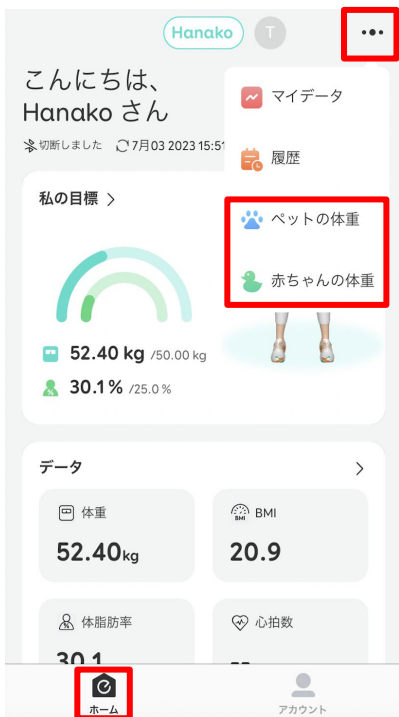 Hanako
T
こんにちは、
Hanako さん
切断しました 7月03 2023 15:51
マイデータ
履歴
ペットの体重
赤ちゃんの体重
私の目標 >
52.40 kg /50.00 kg
30.1% /25.0%
データ >
体重
52.40kg
BMI
20.9
体脂肪率
30.1
心拍数
ホーム
アカウント